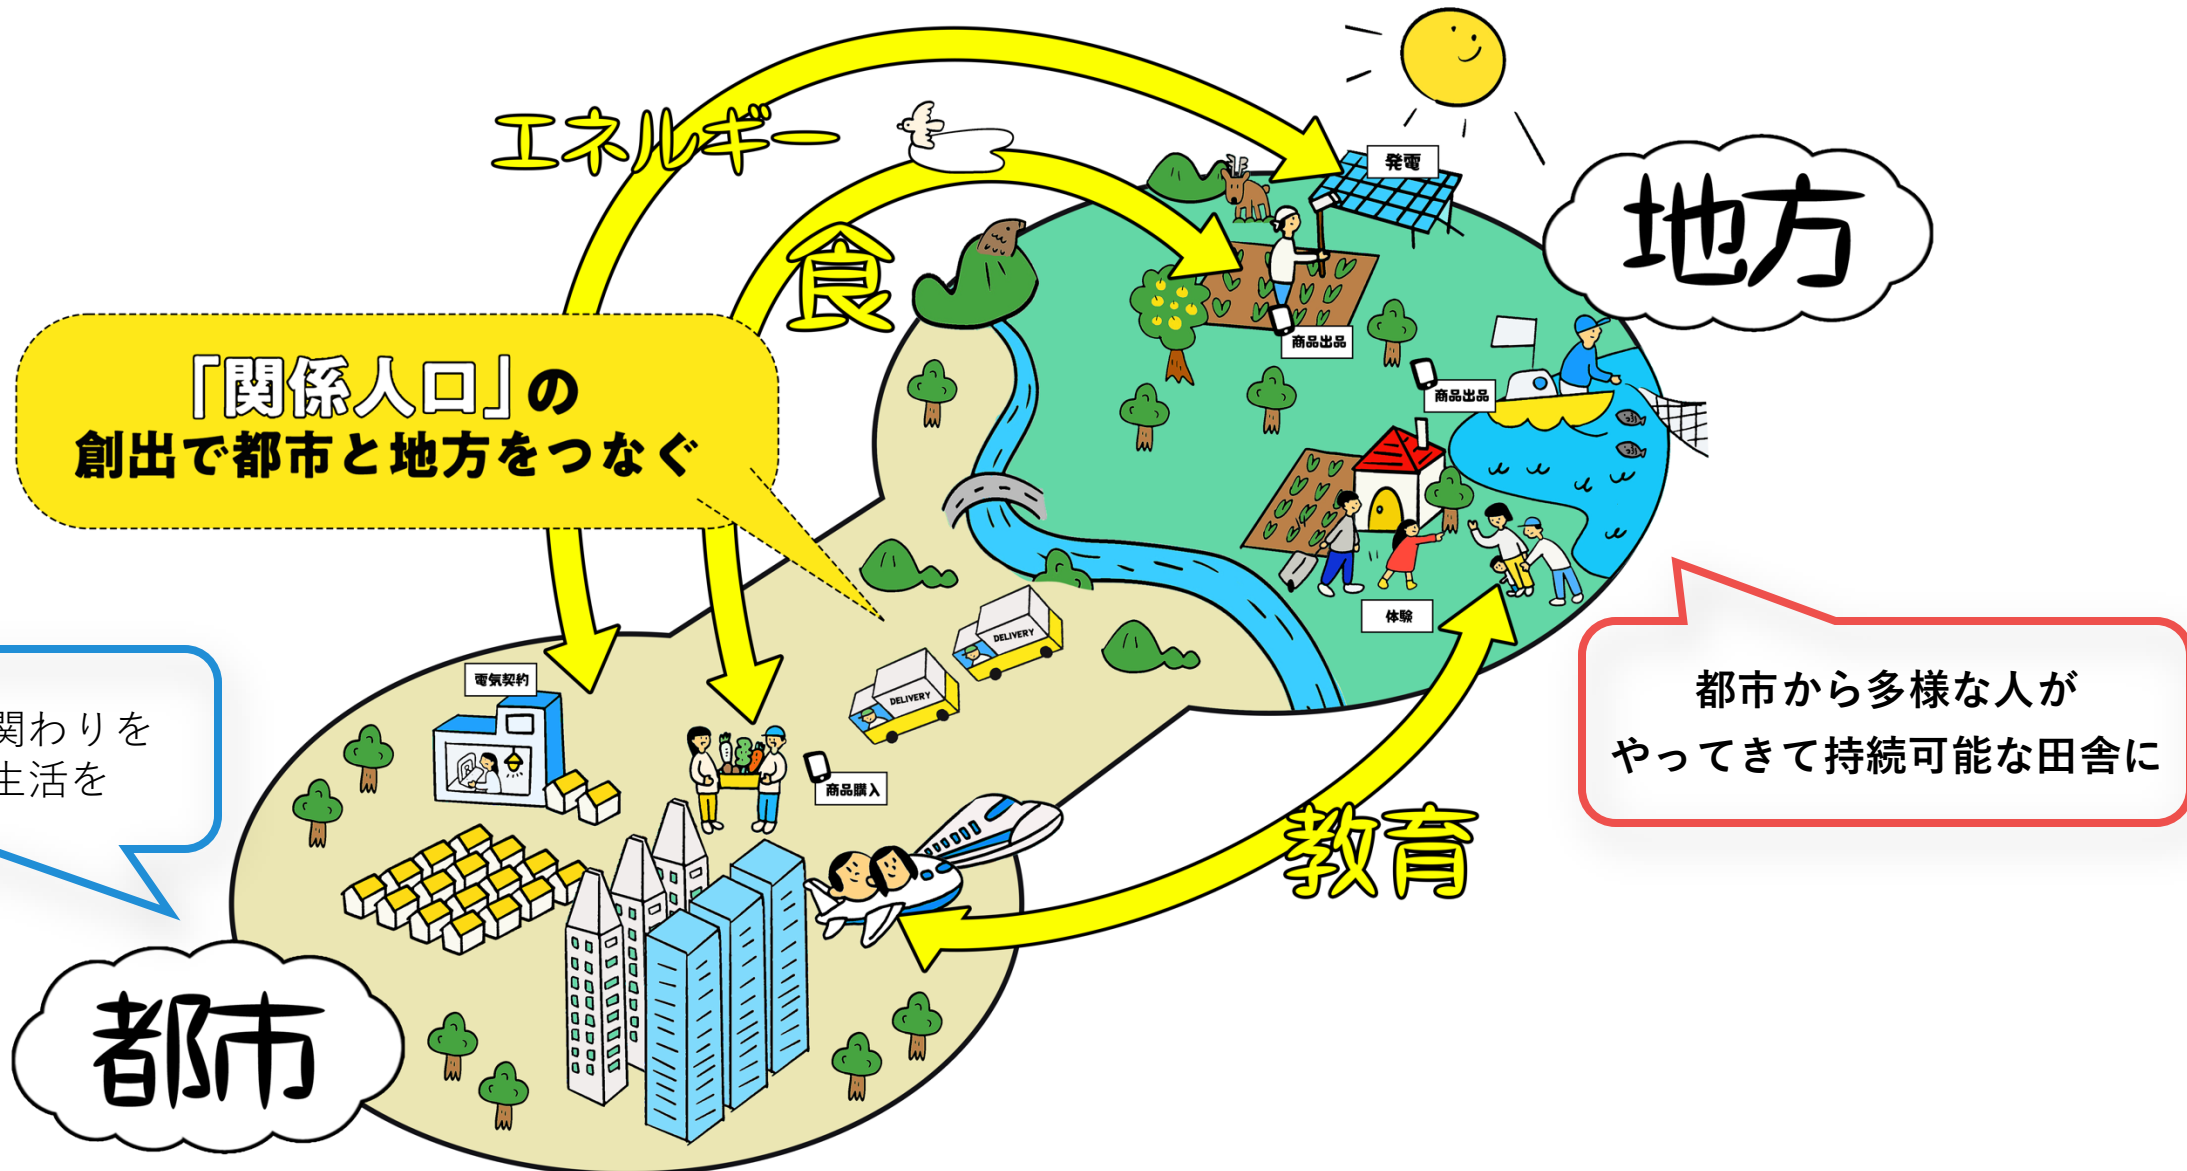 エネルギー
発電
地方
食
商品出品
「関係人口」の
創出で都市と地方をつなぐ
商品出品
体験
DELIVERY
DELIVERY
電気契約
関わりを
生活を
都市から多様な人が
やってきて持続可能な田舎に
商品購入
教育
都市